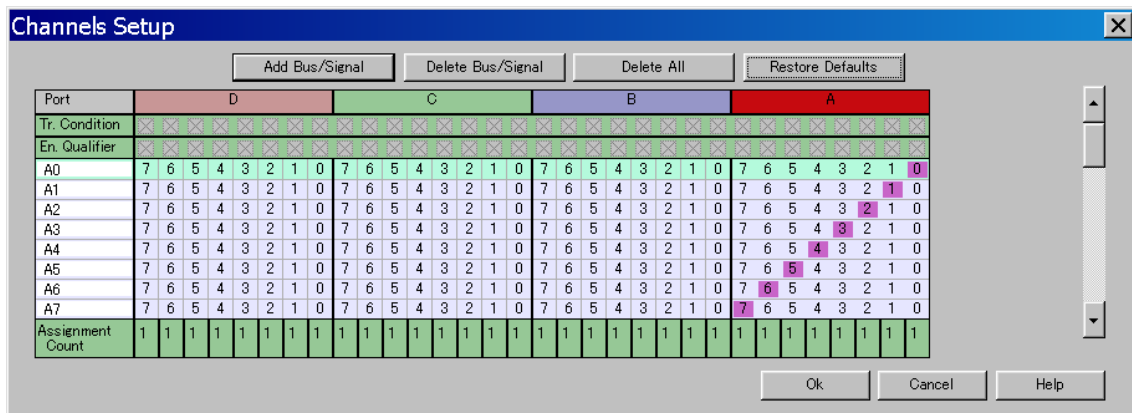 Channels Setup
Add Bus/Signal Delete Bus/Signal Delete All Restore Defaults
Port D C B A
Tr. Condition
En. Qualifier
A0 7 6 5 4 3 2 1 0 7 6 5 4 3 2 1 0 7 6 5 4 3 2 1 0 7 6 5 4 3 2 1 0
A1 7 6 5 4 3 2 1 0 7 6 5 4 3 2 1 0 7 6 5 4 3 2 1 0 7 6 5 4 3 2 1 0
A2 7 6 5 4 3 2 1 0 7 6 5 4 3 2 1 0 7 6 5 4 3 2 1 0 7 6 5 4 3 2 1 0
A3 7 6 5 4 3 2 1 0 7 6 5 4 3 2 1 0 7 6 5 4 3 2 1 0 7 6 5 4 3 2 1 0
A4 7 6 5 4 3 2 1 0 7 6 5 4 3 2 1 0 7 6 5 4 3 2 1 0 7 6 5 4 3 2 1 0
A5 7 6 5 4 3 2 1 0 7 6 5 4 3 2 1 0 7 6 5 4 3 2 1 0 7 6 5 4 3 2 1 0
A6 7 6 5 4 3 2 1 0 7 6 5 4 3 2 1 0 7 6 5 4 3 2 1 0 7 6 5 4 3 2 1 0
A7 7 6 5 4 3 2 1 0 7 6 5 4 3 2 1 0 7 6 5 4 3 2 1 0 7 6 5 4 3 2 1 0
Assignment
Count 1 1 1 1 1 1 1 1 1 1 1 1 1 1 1 1 1 1 1 1 1 1 1 1 1 1 1 1 1 1 1 1
Ok Cancel Help